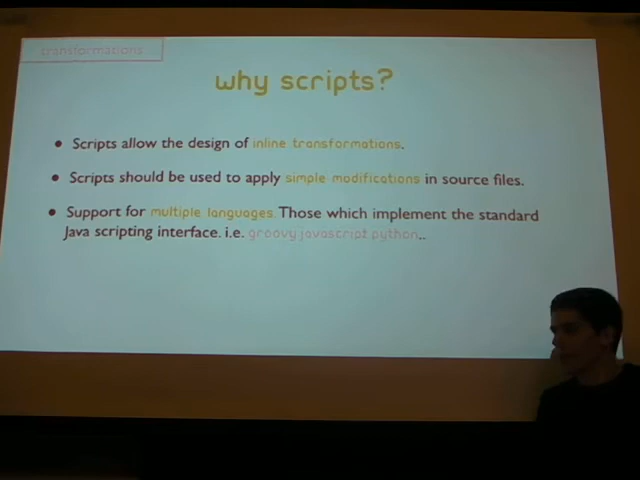 transformations
why scripts?
• Scripts allow the design of inline transformations.
• Scripts should be used to apply simple modifications in source files.
• Support for multiple languages. Those which implement the standard
Java scripting interface. i.e. groovy javascript python..